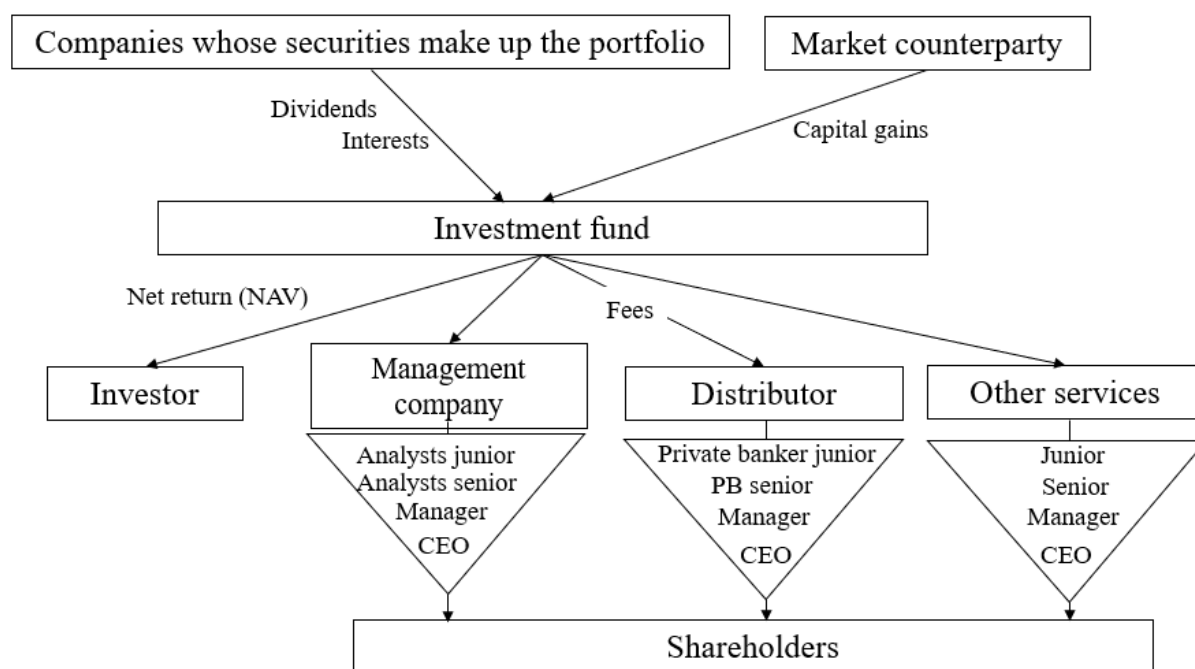 Companies whose securities make up the portfolio
Market counterparty
Dividends
Interests
Capital gains
Investment fund
Net return (NAV)
Fees
Investor
Management
company
Distributor
Other services
Analysts junior
Analysts senior
Manager
CEO
Private banker junior
PB senior
Manager
CEO
Junior
Senior
Manager
CEO
Shareholders